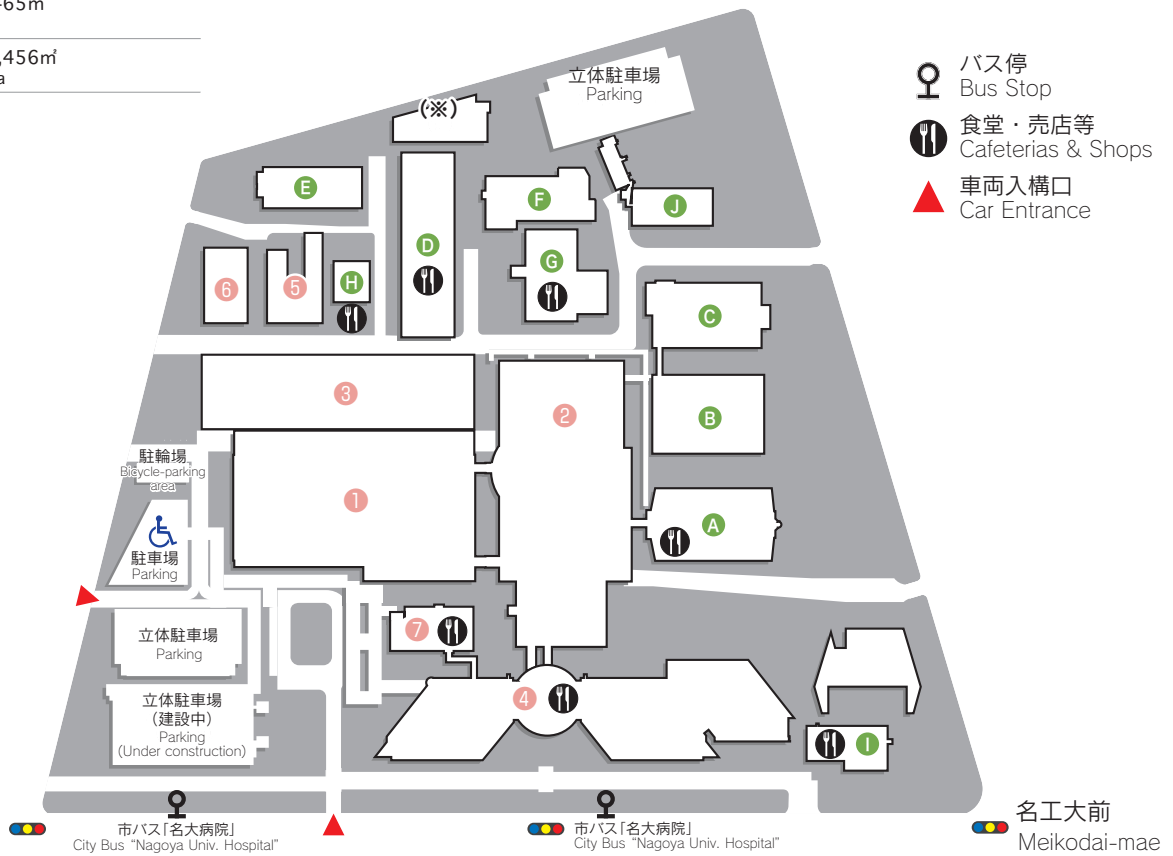 65m
,456㎡
a
バス停
Bus Stop
食堂・売店等
Cafeterias & Shops
車両入構口
Car Entrance
立体駐車場
Parking
(※)
E
F
J
D
G
H
6
5
C
3
2
B
1
A
駐輪場
Bicycle-parking
area
駐車場
Parking
7
4
I
立体駐車場
Parking
立体駐車場
（建設中）
Parking
(Under construction)
市バス「名大病院」
City Bus “Nagoya Univ. Hospital”
市バス「名大病院」
City Bus “Nagoya Univ. Hospital”
名工大前
Meikodai-mae